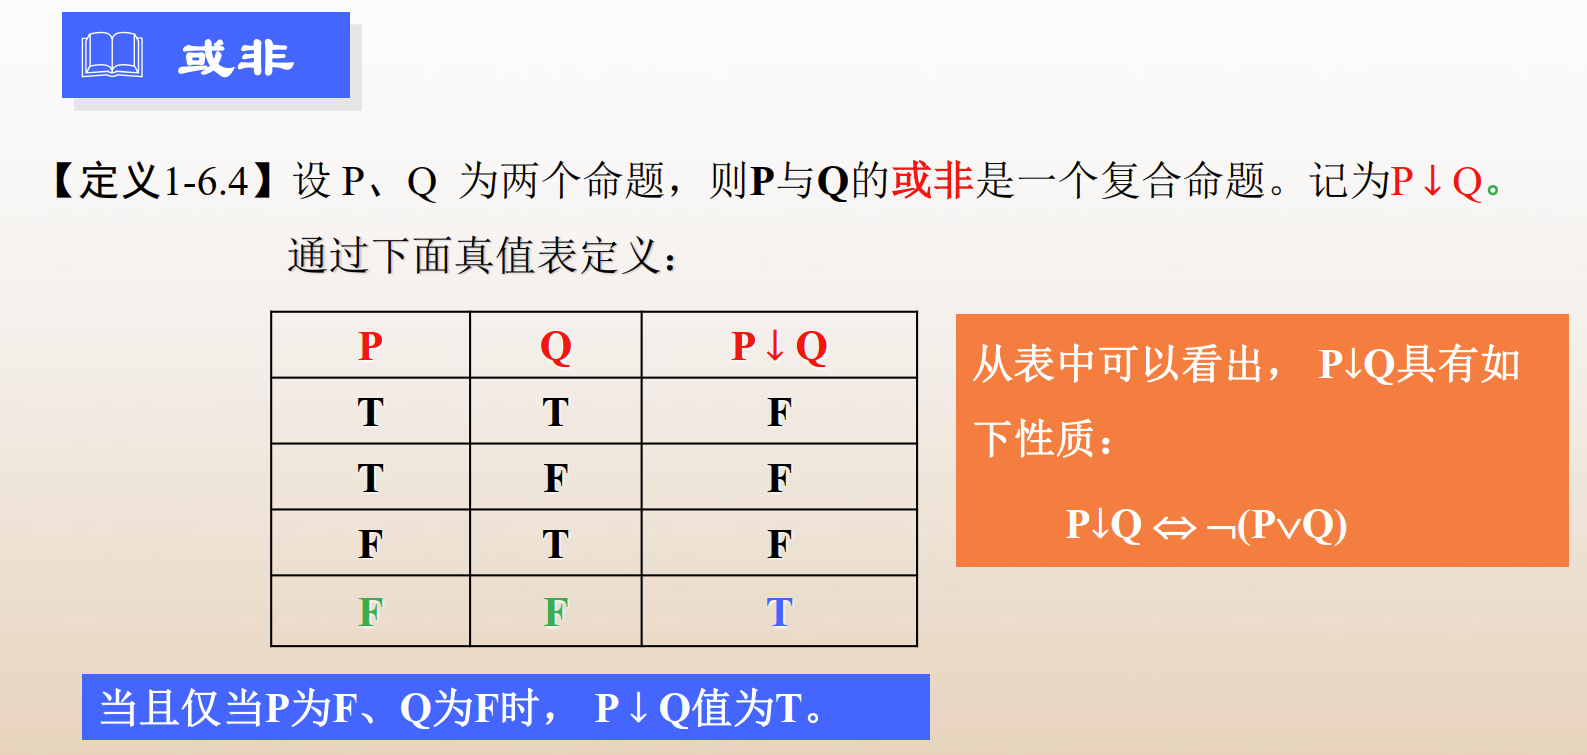 或非
【定义1-6.4】设 P、Q 为两个命题，则P与Q的或非是一个复合命题。记为P↓Q。
通过下面真值表定义：
P Q P↓Q
T T F
T F F
F T F
F F T
从表中可以看出， P↓Q具有如
下性质：
P↓Q ⇔ ¬(P∨Q)
当且仅当P为F、Q为F时， P↓Q值为T。